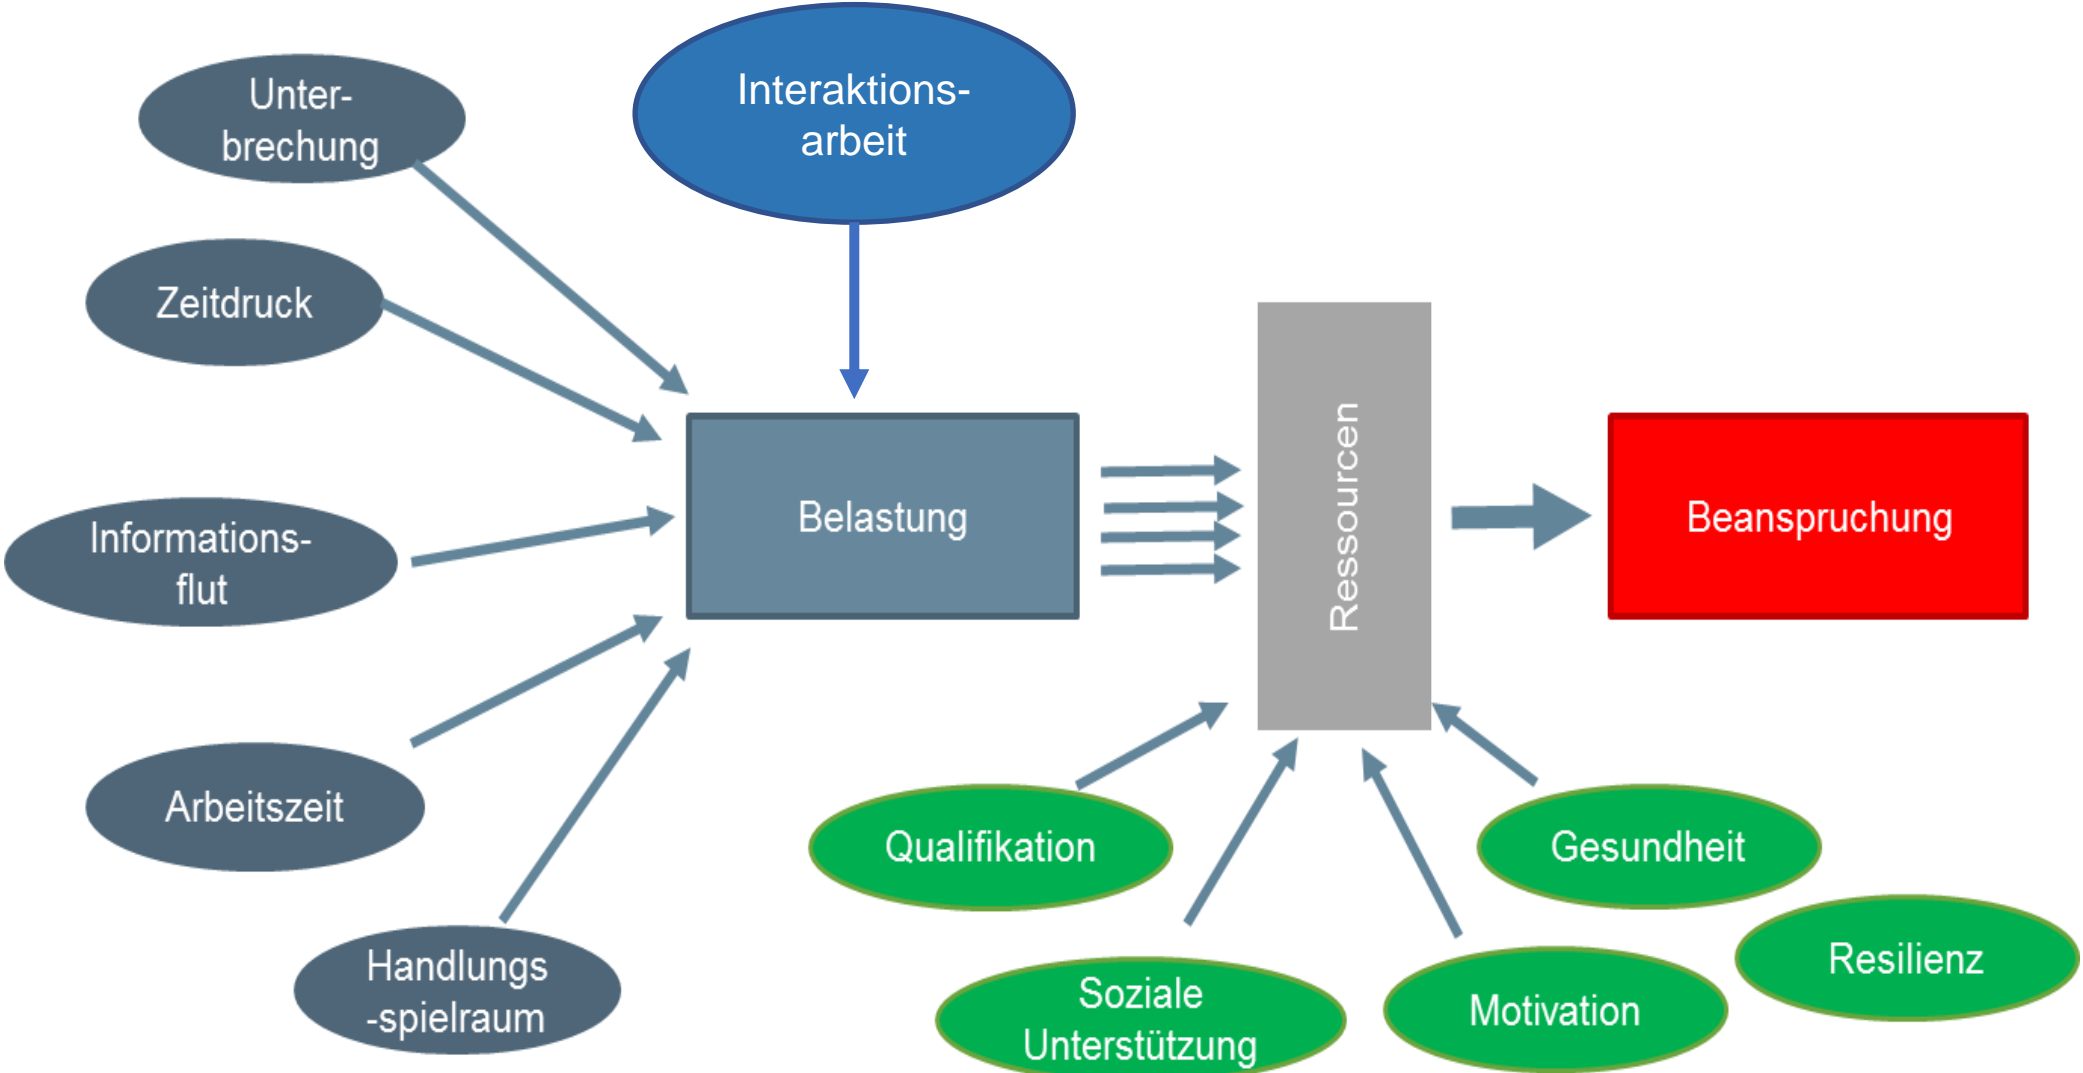 Unter-
brechung
Interaktions-
arbeit
Zeitdruck
Informations-
flut
Arbeitszeit
Handlungs
-spielraum
Belastung
Ressourcen
Beanspruchung
Qualifikation
Soziale
Unterstützung
Motivation
Gesundheit
Resilienz